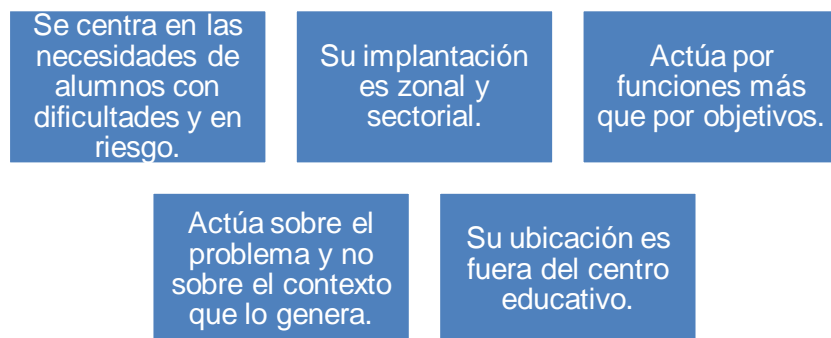 Se centra en las
necesidades de
alumnos con
dificultades y en
riesgo.
Su implantación
es zonal y
sectorial.
Actúa por
funciones más
que por objetivos.
Actúa sobre el
problema y no
sobre el contexto
que lo genera.
Su ubicación es
fuera del centro
educativo.